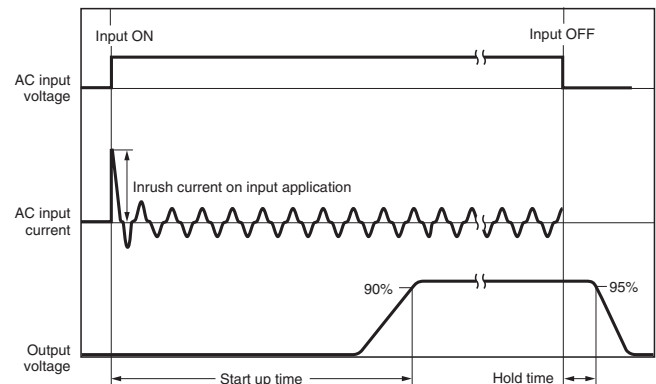 Input ON
Input OFF
AC input
voltage
Inrush current on input application
AC input
current
90%
95%
Output
voltage
Start up time
Hold time